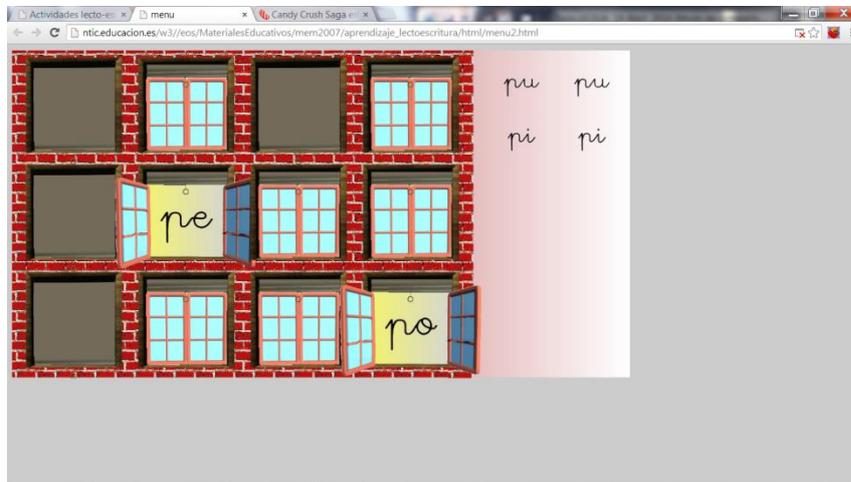 Actividades lecto-es
menu
Candy Crush Saga e
ntic.educacion.es/w3//eos/MaterialesEducativos/mem2007/aprendizaje_lectoescritura/html/menu2.html
pu pu
pi pi
pe
po